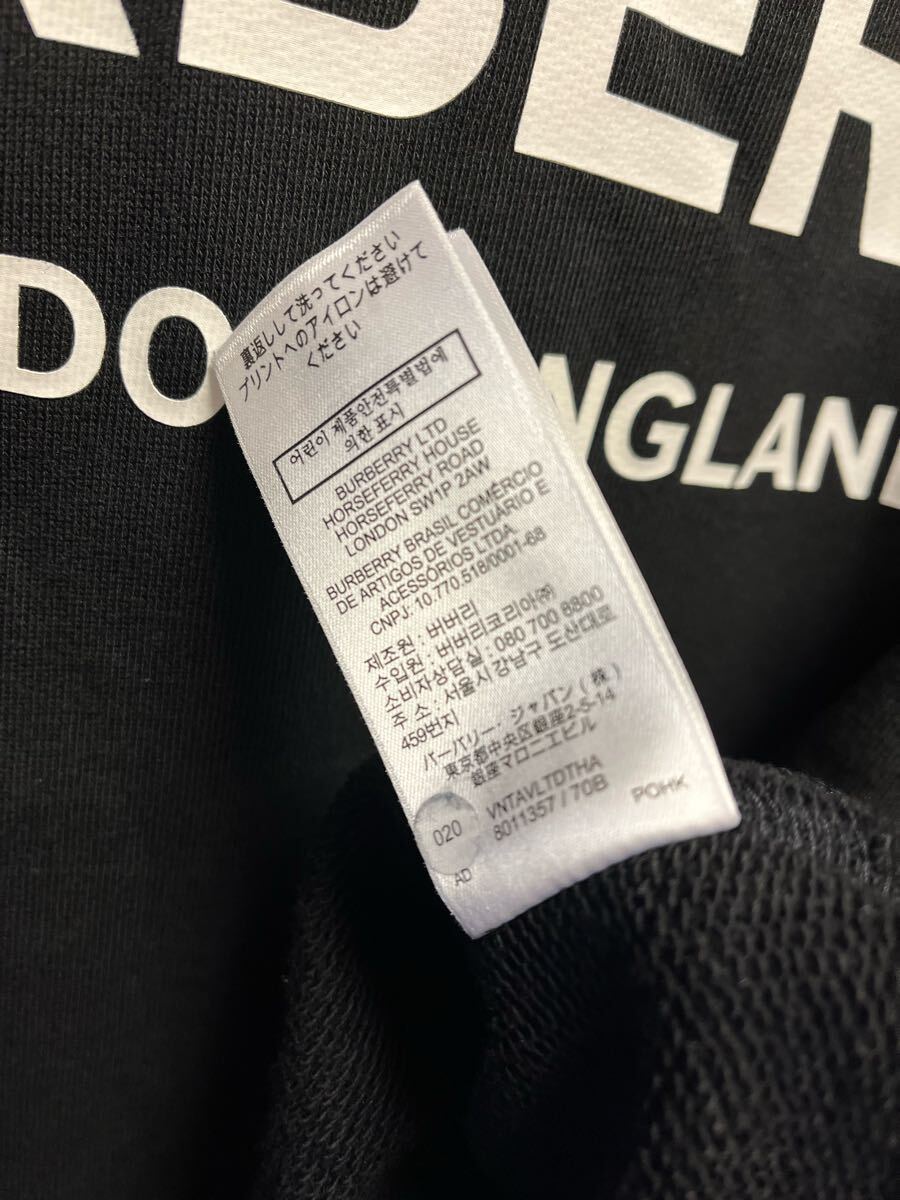 BER
DO
NGLAN
裏返しして洗ってください
プリントへのアイロンは避けて
ください
어린이 제품안전특별법에
의한 표시
BURBERRY LTD
HORSEFERRY HOUSE
HORSEFERRY ROAD
LONDON SW1P 2AW
BURBERRY BRASIL COMÉRCIO
DE ARTIGOS DE VESTUÁRIO E
ACESSÓRIOS LTDA
CNPJ: 10.770.518/0001-68
제조원 : 버버리
수입원 : 버버리코리아㈜
소비자상담실 : 080 700 8800
주 소 : 서울시 강남구 도산대로
459번지
バーバリー・ジャパン（株）
東京都中央区銀座2-5-14
銀座マロニエビル
020
VNTAVLTDTHA
8011357 / 70B
POHK
AD